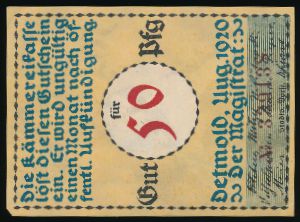 Die Kämmereikasse
löst diesen Gutschein
ein. Er wird ungültig
einen Monat nach öf-
fentl. Aufkündigung.
Gut für 50 Pfg
Detmold, Aug. 1920
Der Magistrat: